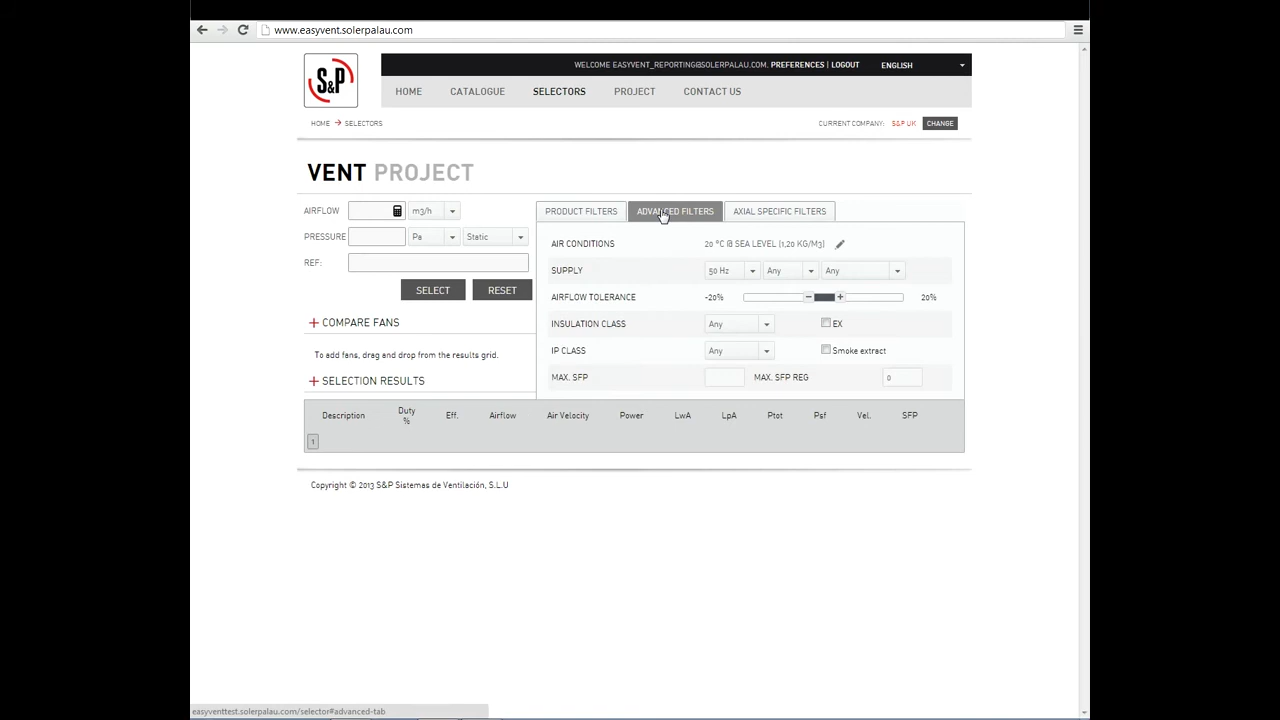 www.easyvent.solerpalau.com
S&P
WELCOME EASYVENT_REPORTING@SOLERPALAU.COM. PREFERENCES | LOGOUT ENGLISH
HOME CATALOGUE SELECTORS PROJECT CONTACT US
HOME → SELECTORS CURRENT COMPANY: S&P UK CHANGE
VENT PROJECT
AIRFLOW m3/h
PRESSURE Pa Static
REF:
SELECT RESET
+ COMPARE FANS
To add fans, drag and drop from the results grid.
+ SELECTION RESULTS
PRODUCT FILTERS ADVANCED FILTERS AXIAL SPECIFIC FILTERS
AIR CONDITIONS 20 ºC @ SEA LEVEL (1,20 KG/M3)
SUPPLY 50 Hz Any Any
AIRFLOW TOLERANCE -20% − + 20%
INSULATION CLASS Any EX
IP CLASS Any Smoke extract
MAX. SFP MAX. SFP REG 0
Description Duty % Eff. Airflow Air Velocity Power LwA LpA Ptot Psf Vel. SFP
1
Copyright © 2013 S&P Sistemas de Ventilación, S.L.U
easyventtest.solerpalau.com/selector#advanced-tab